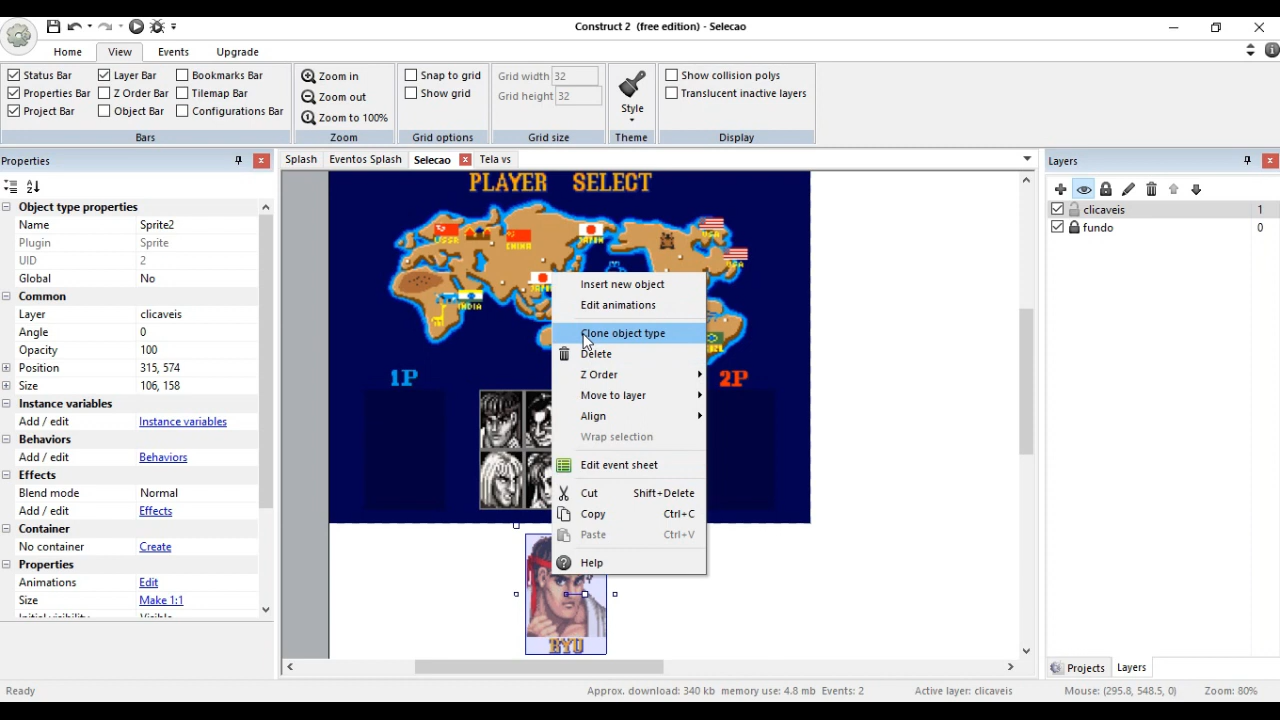 Construct 2 (free edition) - Selecao
Home View Events Upgrade
Status Bar Layer Bar Bookmarks Bar Zoom in Snap to grid Grid width 32 Show collision polys
Properties Bar Z Order Bar Tilemap Bar Zoom out Show grid Grid height 32 Style Translucent inactive layers
Project Bar Object Bar Configurations Bar Zoom to 100%
Bars Zoom Grid options Grid size Theme Display
Properties Splash Eventos Splash Selecao Tela vs Layers
Object type properties
Name Sprite2
Plugin Sprite
UID 2
Global No
Common
Layer clicaveis
Angle 0
Opacity 100
Position 315, 574
Size 106, 158
Instance variables
Add / edit Instance variables
Behaviors
Add / edit Behaviors
Effects
Blend mode Normal
Add / edit Effects
Container
No container Create
Properties
Animations Edit
Size Make 1:1
Initial visibility Visible
PLAYER SELECT
USSR CHINA JAPAN USA
USA
INDIA
1P 2P
RYU
Insert new object
Edit animations
Clone object type
Delete
Z Order
Move to layer
Align
Wrap selection
Edit event sheet
Cut Shift+Delete
Copy Ctrl+C
Paste Ctrl+V
Help
clicaveis 1
fundo 0
Projects Layers
Ready Approx. download: 340 kb memory use: 4.8 mb Events: 2 Active layer: clicaveis Mouse: (295.8, 548.5, 0) Zoom: 80%